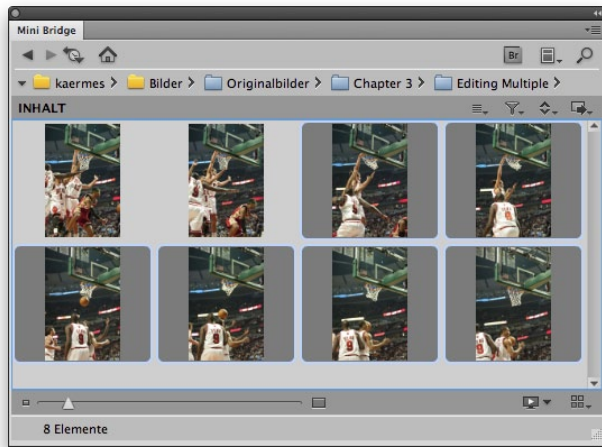 Mini Bridge
Br
kaermes > Bilder > Originalbilder > Chapter 3 > Editing Multiple >
INHALT
8 Elemente